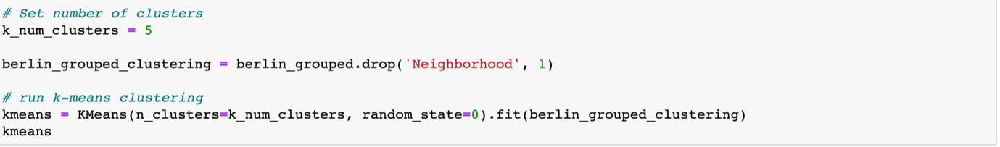 # Set number of clusters
k_num_clusters = 5
berlin_grouped_clustering = berlin_grouped.drop('Neighborhood', 1)
# run k-means clustering
kmeans = KMeans(n_clusters=k_num_clusters, random_state=0).fit(berlin_grouped_clustering)
kmeans